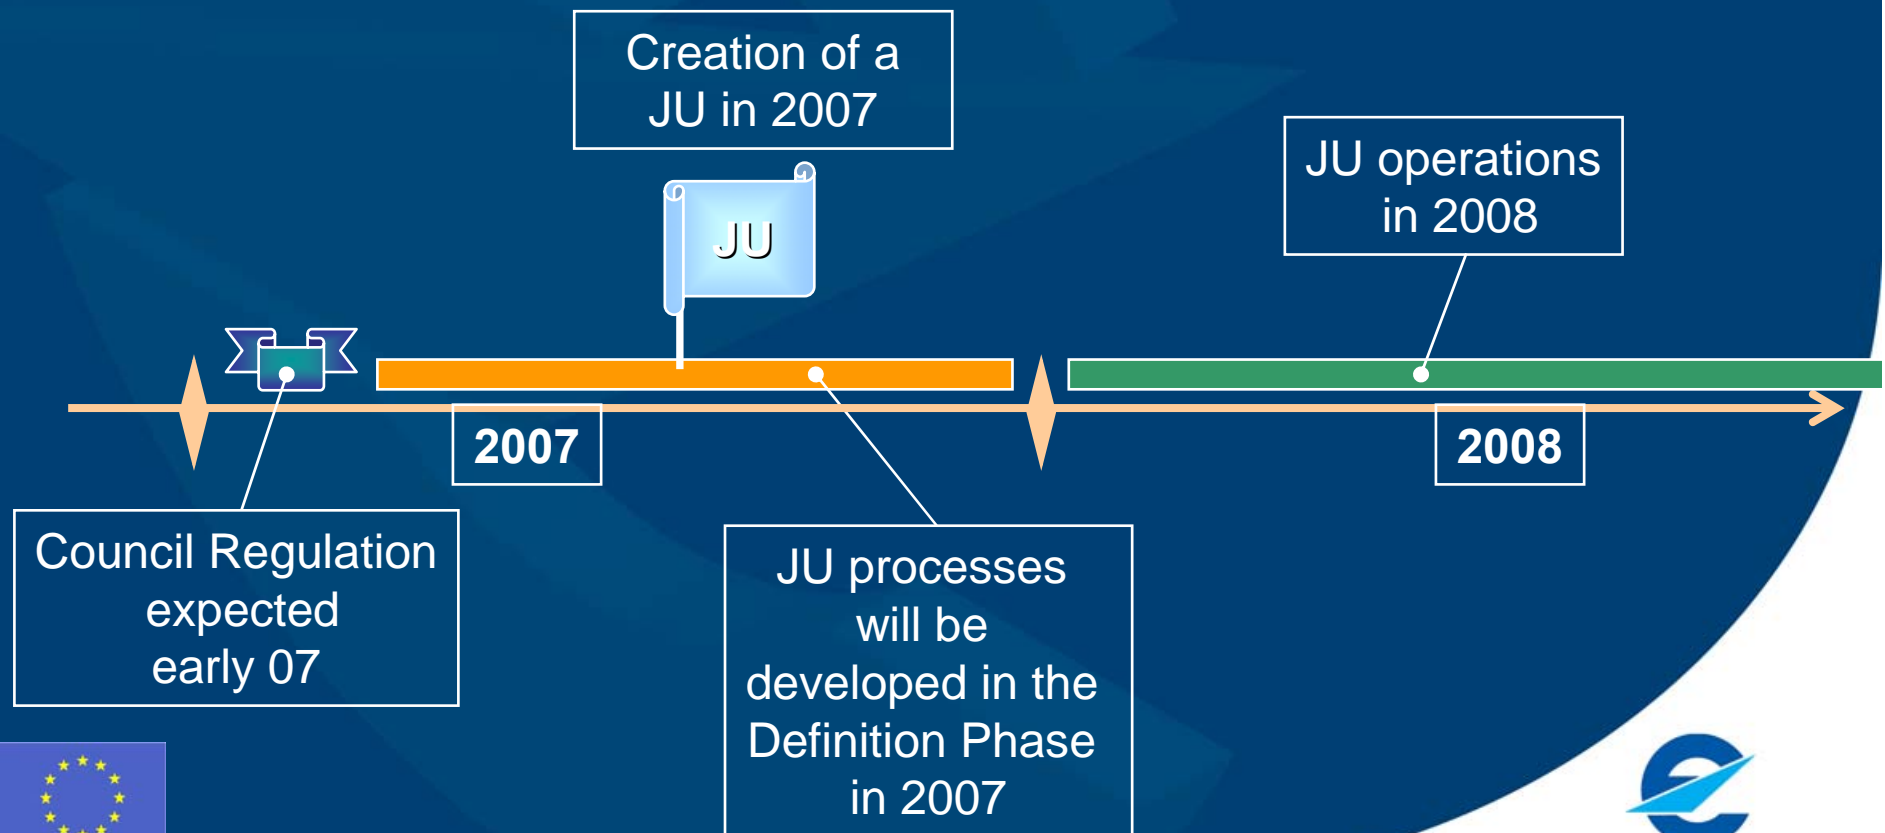 Creation of a
JU in 2007
JU operations
in 2008
JU
2007
2008
Council Regulation
expected
early 07
JU processes
will be
developed in the
Definition Phase
in 2007